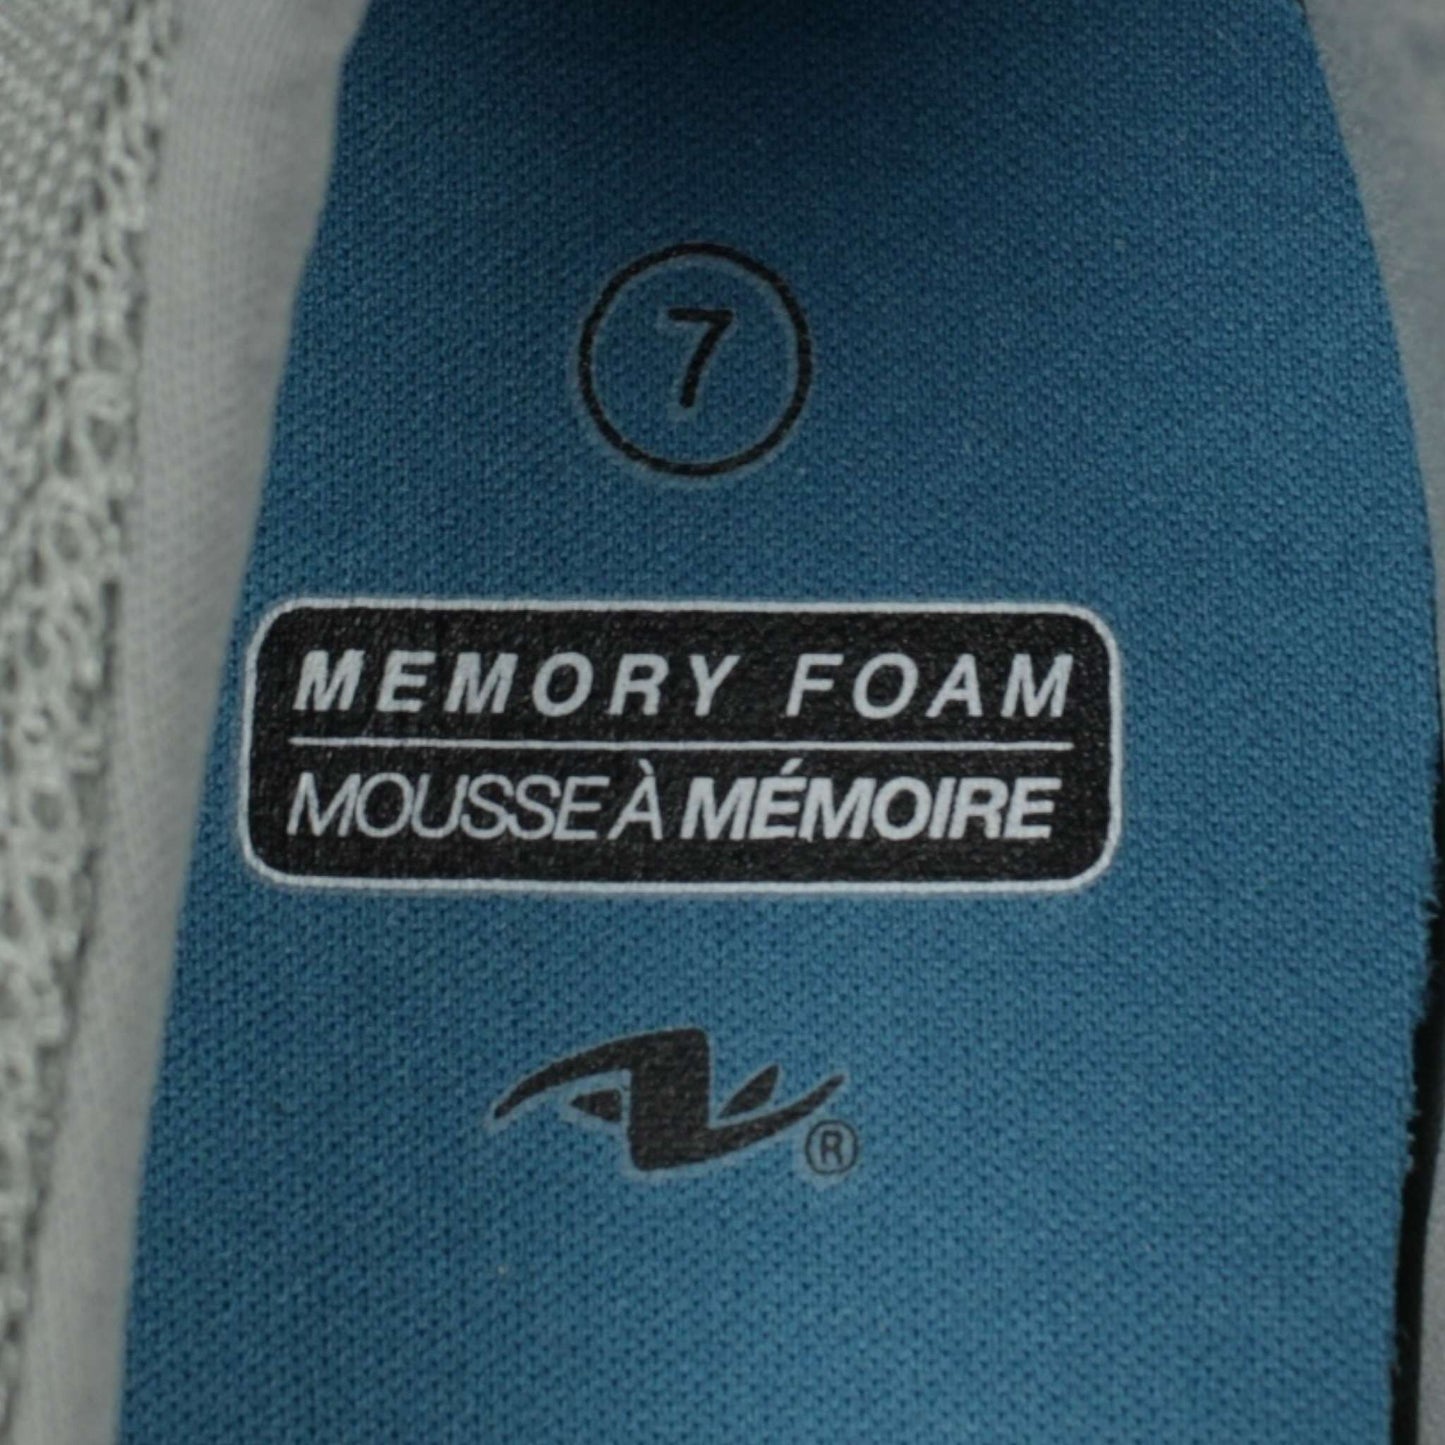 7
MEMORY FOAM
MOUSSE À MÉMOIRE
®